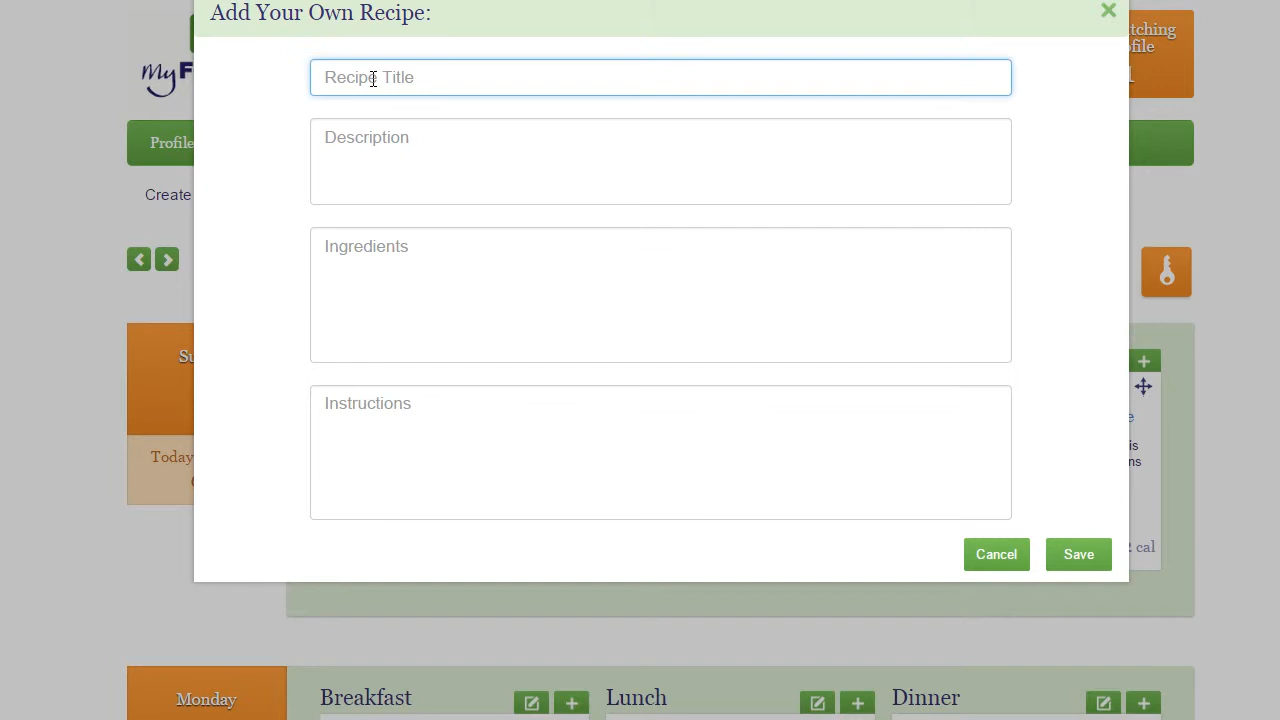 Add Your Own Recipe:
Recipe Title
Description
Ingredients
Instructions
Cancel
Save
Profile
Create
Today
cal
Monday
Breakfast
Lunch
Dinner